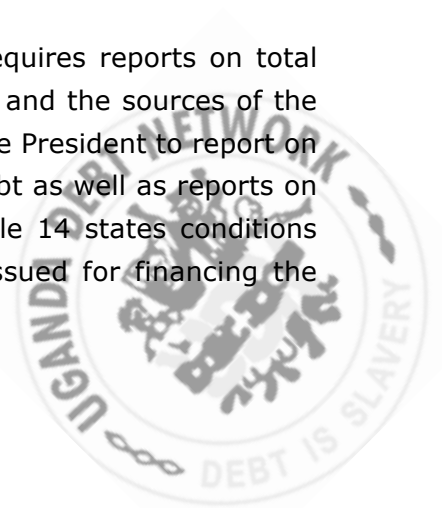 equires reports on total
and the sources of the
e President to report on
bt as well as reports on
le 14 states conditions
ssued for financing the
UGANDA DEBT NETWORK
DEBT IS SLAVERY